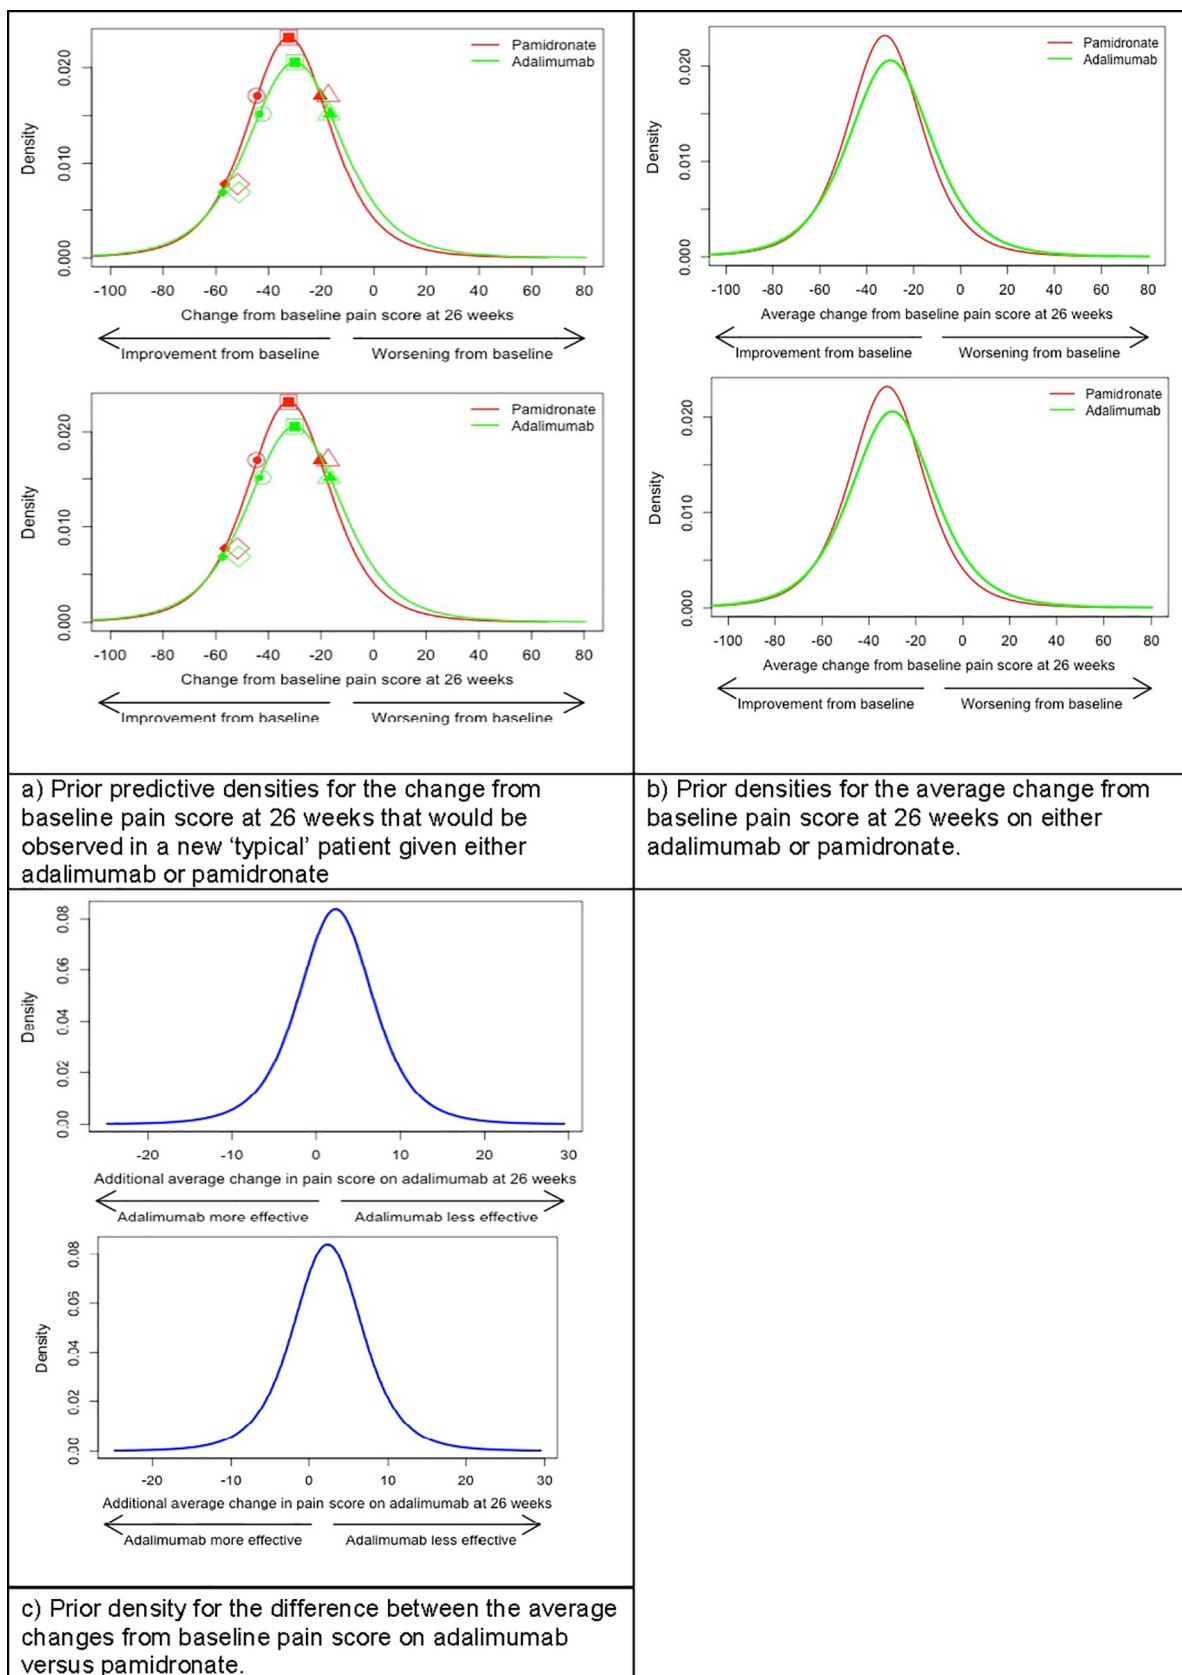 Pamidronate
Adalimumab
Density
0.000 0.010 0.020
-100 -80 -60 -40 -20 0 20 40 60 80
Change from baseline pain score at 26 weeks
Improvement from baseline Worsening from baseline
Pamidronate
Adalimumab
Density
0.000 0.010 0.020
-100 -80 -60 -40 -20 0 20 40 60 80
Change from baseline pain score at 26 weeks
Improvement from baseline Worsening from baseline
a) Prior predictive densities for the change from
baseline pain score at 26 weeks that would be
observed in a new ‘typical’ patient given either
adalimumab or pamidronate
Pamidronate
Adalimumab
Density
0.000 0.010 0.020
-100 -80 -60 -40 -20 0 20 40 60 80
Average change from baseline pain score at 26 weeks
Improvement from baseline Worsening from baseline
Pamidronate
Adalimumab
Density
0.000 0.010 0.020
-100 -80 -60 -40 -20 0 20 40 60 80
Average change from baseline pain score at 26 weeks
Improvement from baseline Worsening from baseline
b) Prior densities for the average change from
baseline pain score at 26 weeks on either
adalimumab or pamidronate.
Density
0.00 0.02 0.04 0.06 0.08
-20 -10 0 10 20 30
Additional average change in pain score on adalimumab at 26 weeks
Adalimumab more effective Adalimumab less effective
Density
0.00 0.02 0.04 0.06 0.08
-20 -10 0 10 20 30
Additional average change in pain score on adalimumab at 26 weeks
Adalimumab more effective Adalimumab less effective
c) Prior density for the difference between the average
changes from baseline pain score on adalimumab
versus pamidronate.